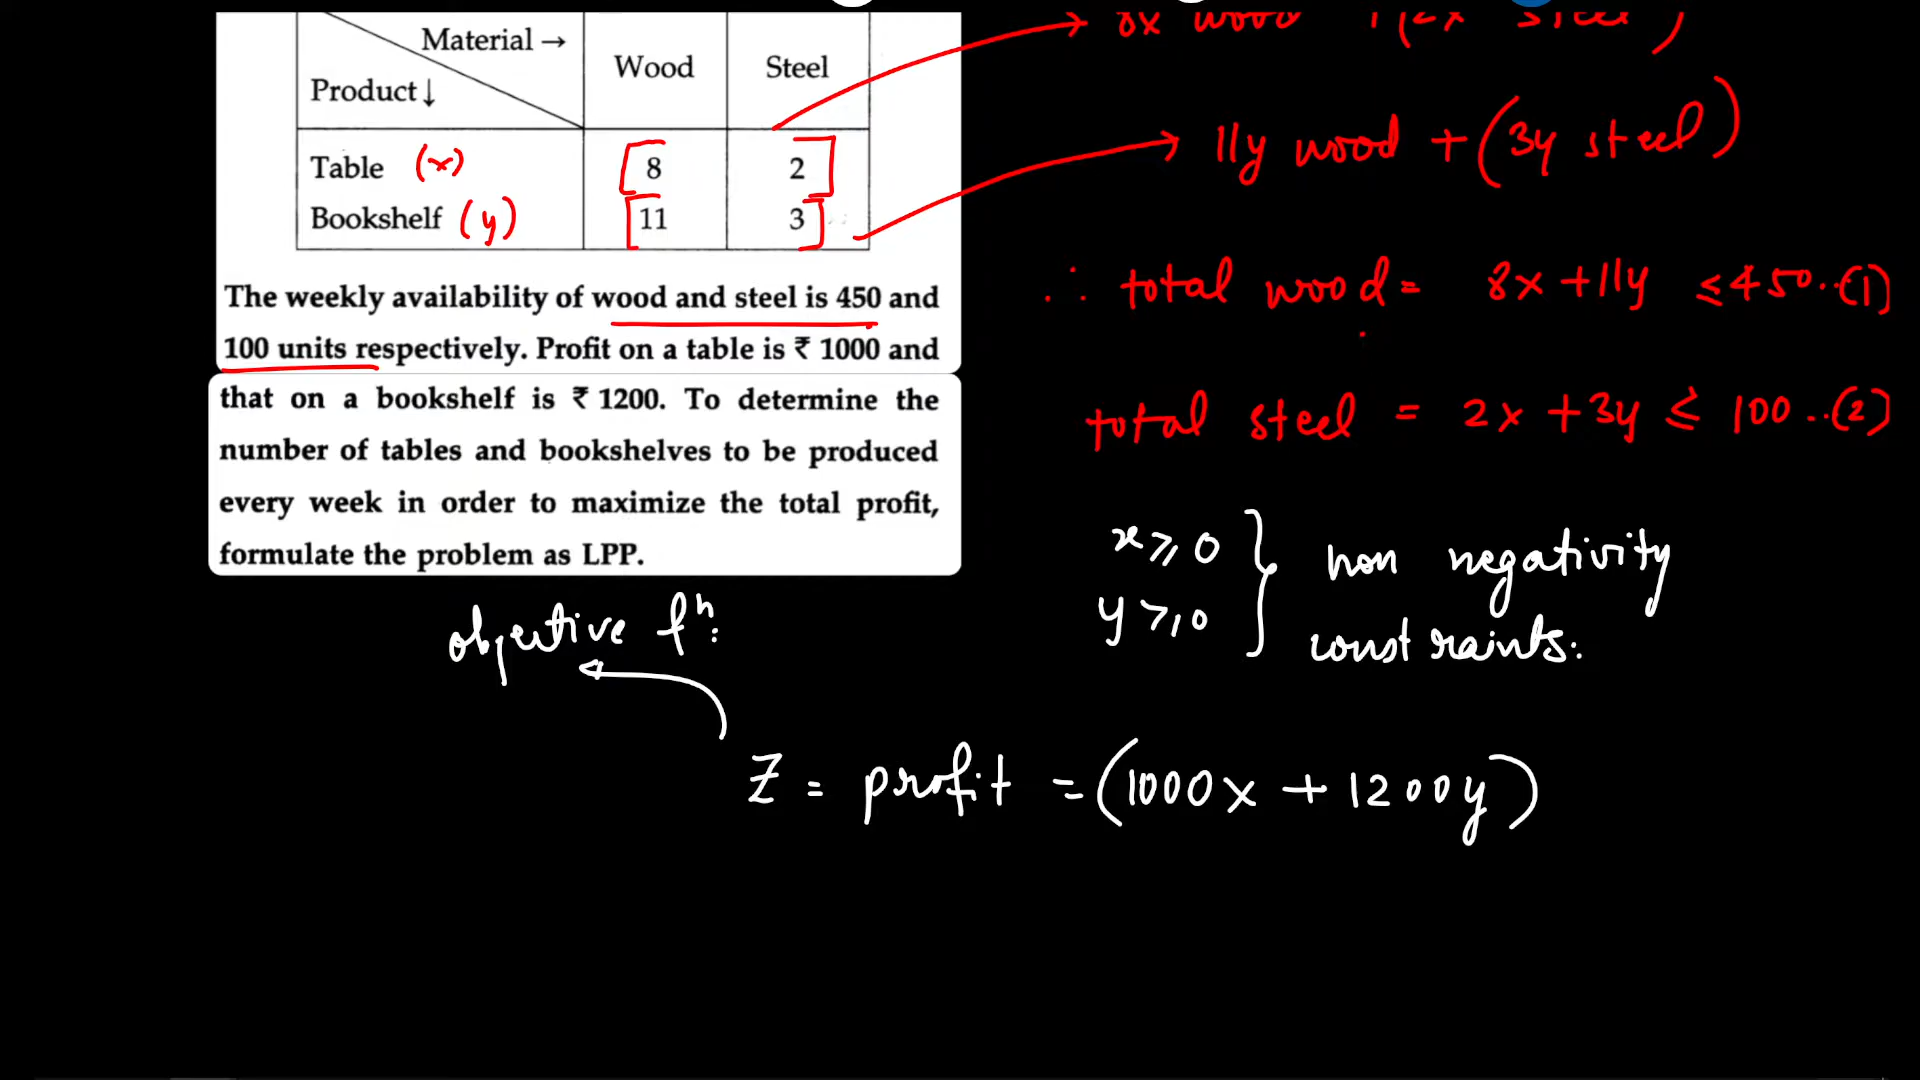 Material →
Product ↓
Wood
Steel
Table (x) 8 2
Bookshelf (y) 11 3
The weekly availability of wood and steel is 450 and
100 units respectively. Profit on a table is ₹ 1000 and
that on a bookshelf is ₹ 1200. To determine the
number of tables and bookshelves to be produced
every week in order to maximize the total profit,
formulate the problem as LPP.
11y wood + (3y steel)
∴ total wood = 8x + 11y ≤ 450..(1)
total steel = 2x + 3y ≤ 100..(2)
x ≥ 0
y ≥ 0
non negativity
constraints:
objective fⁿ:
Z = profit = (1000x + 1200y)